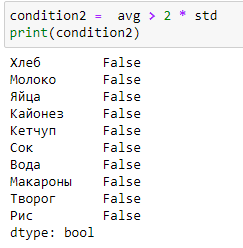 condition2 =  avg > 2 * std
print(condition2)
Хлеб False
Молоко False
Яйца False
Кайонез False
Кетчуп False
Сок False
Вода False
Макароны False
Творог False
Рис False
dtype: bool